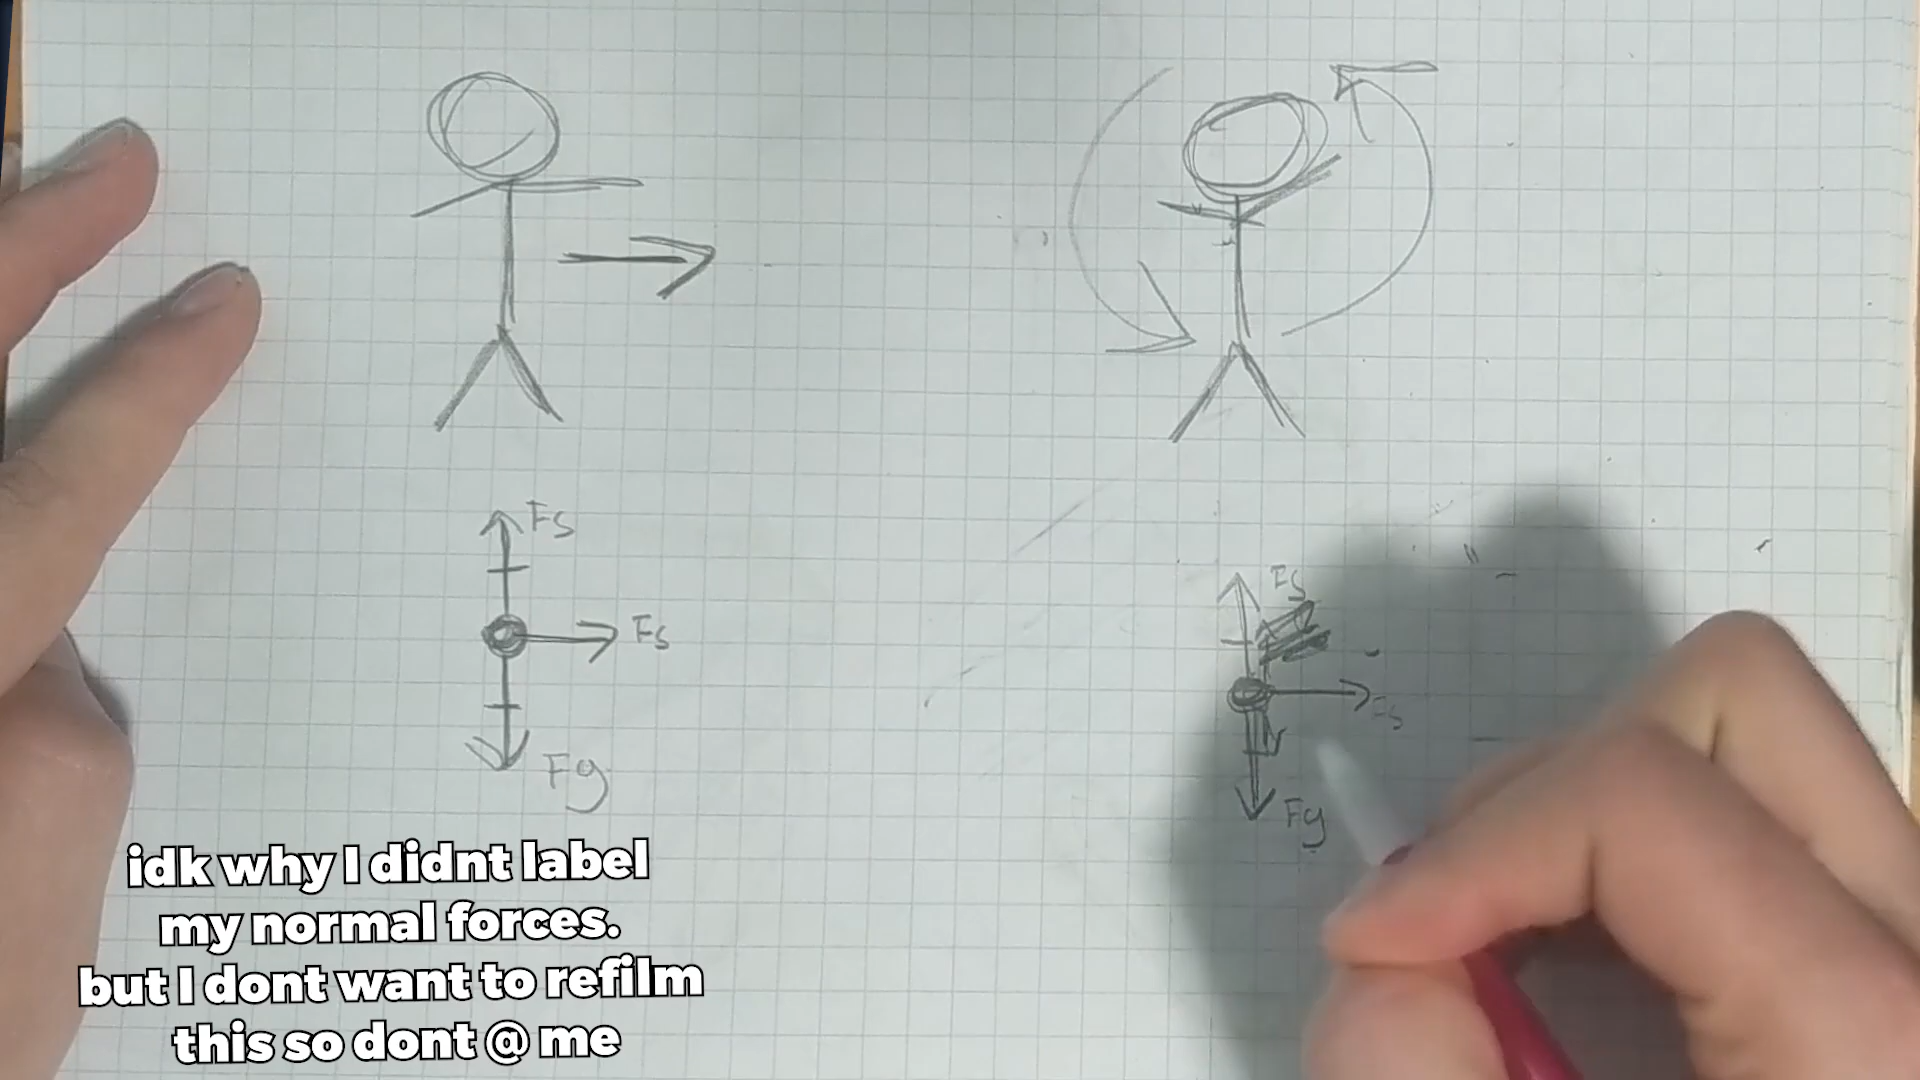 Fs
Fs
Fg
Fs
Fs
Fg
idk why I didnt label
my normal forces.
but I dont want to refilm
this so dont @ me